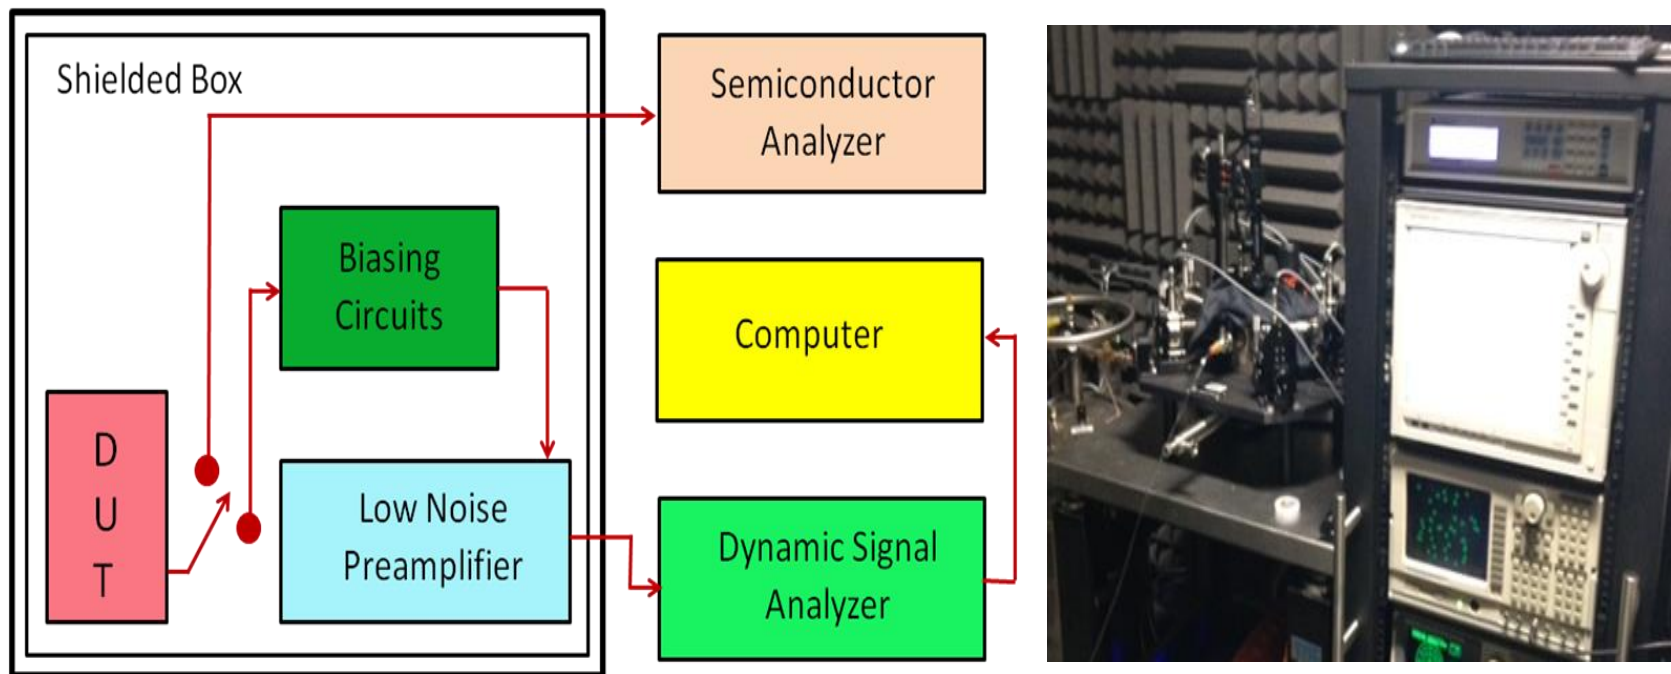 Shielded Box
Semiconductor
Analyzer
Biasing
Circuits
Computer
D
U
T
Low Noise
Preamplifier
Dynamic Signal
Analyzer